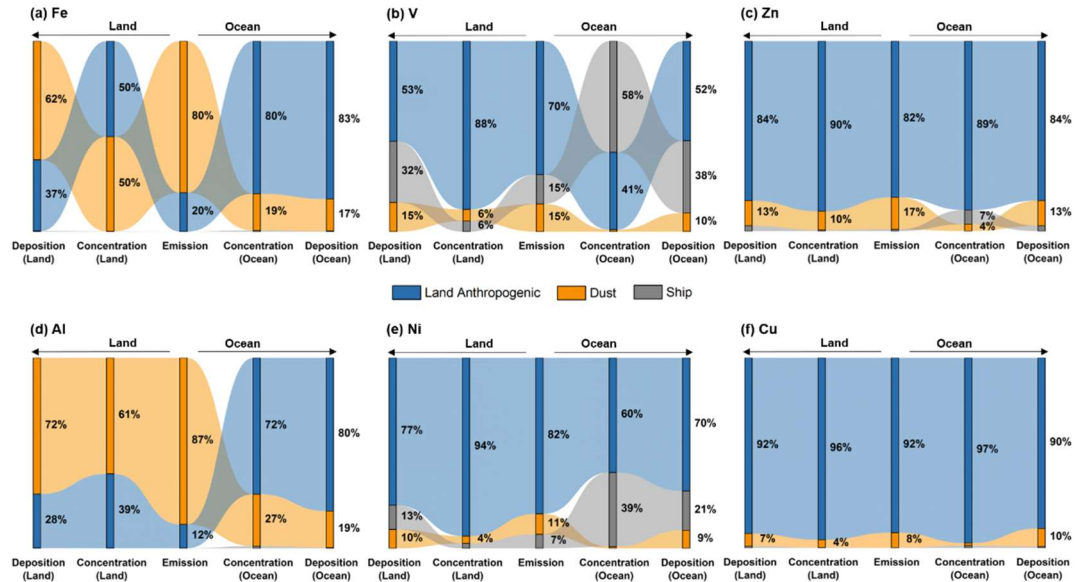 (a) Fe
Land
Ocean
62%
37%
50%
50%
80%
20%
80%
19%
83%
17%
Deposition Concentration Emission Concentration Deposition
(Land) (Land) (Ocean) (Ocean)
(b) V
Land
Ocean
53%
32%
15%
88%
6%
6%
70%
15%
15%
58%
41%
52%
38%
10%
Deposition Concentration Emission Concentration Deposition
(Land) (Land) (Ocean) (Ocean)
(c) Zn
Land
Ocean
84%
13%
90%
10%
82%
17%
89%
7%
4%
84%
13%
Deposition Concentration Emission Concentration Deposition
(Land) (Land) (Ocean) (Ocean)
Land Anthropogenic Dust Ship
(d) Al
Land
Ocean
72%
28%
61%
39%
87%
12%
72%
27%
80%
19%
Deposition Concentration Emission Concentration Deposition
(Land) (Land) (Ocean) (Ocean)
(e) Ni
Land
Ocean
77%
13%
10%
94%
4%
82%
11%
7%
60%
39%
70%
21%
9%
Deposition Concentration Emission Concentration Deposition
(Land) (Land) (Ocean) (Ocean)
(f) Cu
Land
Ocean
92%
7%
96%
4%
92%
8%
97%
90%
10%
Deposition Concentration Emission Concentration Deposition
(Land) (Land) (Ocean) (Ocean)